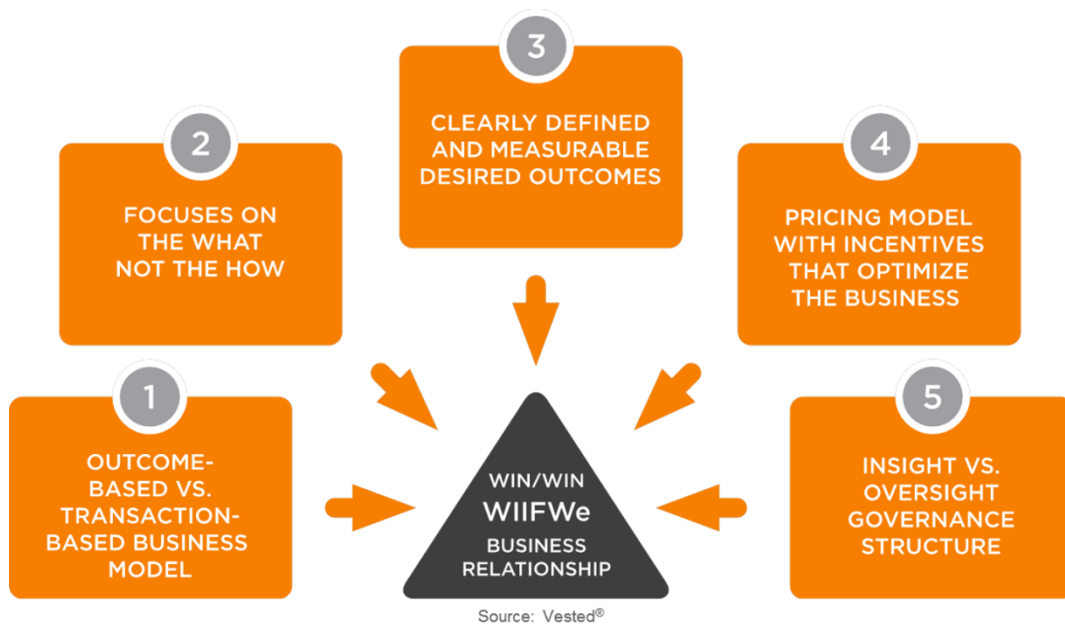 1
OUTCOME-
BASED VS.
TRANSACTION-
BASED BUSINESS
MODEL
2
FOCUSES ON
THE WHAT
NOT THE HOW
3
CLEARLY DEFINED
AND MEASURABLE
DESIRED OUTCOMES
4
PRICING MODEL
WITH INCENTIVES
THAT OPTIMIZE
THE BUSINESS
5
INSIGHT VS.
OVERSIGHT
GOVERNANCE
STRUCTURE
WIN/WIN
WIIFWe
BUSINESS
RELATIONSHIP
Source: Vested®